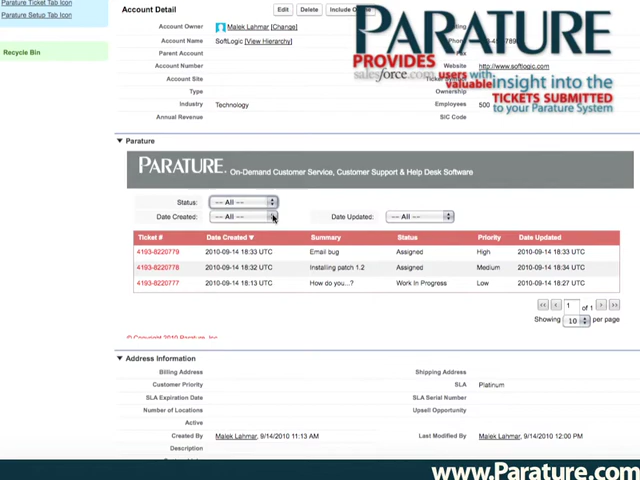 Parature Ticket Tab Icon
Parature Setup Tab Icon
Recycle Bin
Account Detail
Edit
Delete
PARATURE
PROVIDES
salesforce.com users with
valuable insight into the
TICKETS SUBMITTED
to your Parature System
Account Owner Malek Lahmar [Change]
Account Name SoftLogic [View Hierarchy]
Parent Account
Account Number
Website http://www.softlogic.com
Account Site
Type
Ownership
Industry Technology
Employees 500
Annual Revenue
SIC Code
Parature
PARATURE. On-Demand Customer Service, Customer Support & Help Desk Software
Status: -- All --
Date Created: -- All -- Date Updated: -- All --
Ticket # Date Created Summary Status Priority Date Updated
4193-8220779 2010-09-14 18:33 UTC Email bug Assigned High 2010-09-14 18:33 UTC
4193-8220778 2010-09-14 18:32 UTC Installing patch 1.2 Assigned Medium 2010-09-14 18:34 UTC
4193-8220777 2010-09-14 18:13 UTC How do you...? Work In Progress Low 2010-09-14 18:27 UTC
1 of 1
Showing 10 per page
© Copyright 2010 Parature, Inc.
Address Information
Billing Address Shipping Address
Customer Priority SLA Platinum
SLA Expiration Date SLA Serial Number
Number of Locations Upsell Opportunity
Active
Created By Malek Lahmar, 9/14/2010 11:13 AM Last Modified By Malek Lahmar, 9/14/2010 12:00 PM
Description
www.Parature.com